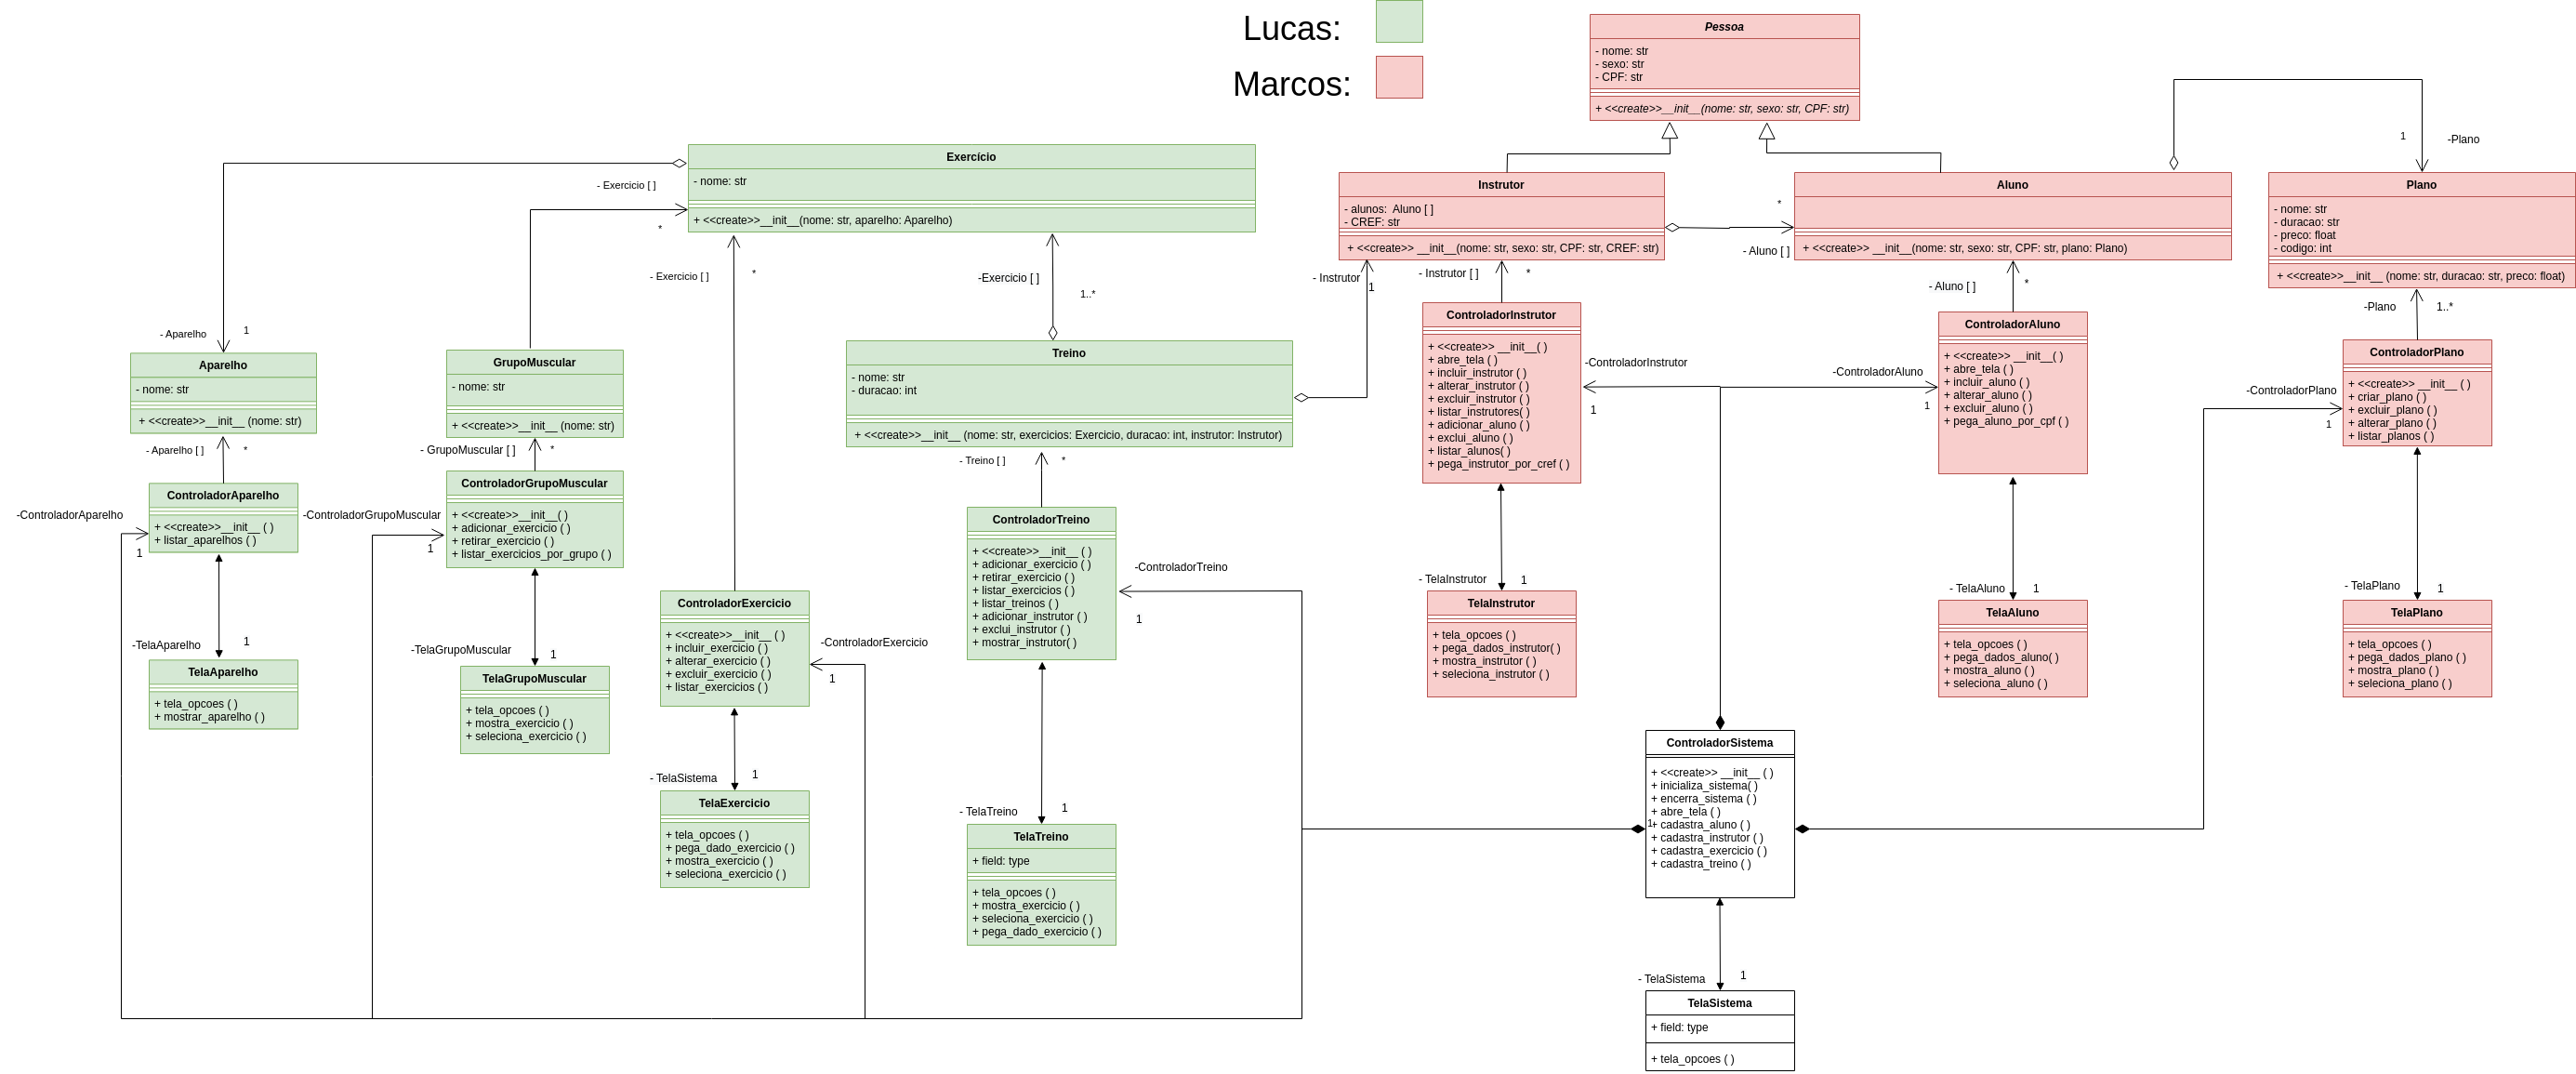 Lucas:
Marcos:
Pessoa
- nome: str
- sexo: str
- CPF: str
+ <<create>>__init__(nome: str, sexo: str, CPF: str)
Exercício
- nome: str
+ <<create>>__init__(nome: str, aparelho: Aparelho)
- Exercicio [ ]
*
- Exercicio [ ]
*
-Exercicio [ ]
1..*
- Aparelho
1
Instrutor
- alunos:  Aluno [ ]
- CREF: str
+ <<create>> __init__(nome: str, sexo: str, CPF: str, CREF: str)
*
- Aluno [ ]
Aluno
+ <<create>> __init__(nome: str, sexo: str, CPF: str, plano: Plano)
1
-Plano
Plano
- nome: str
- duracao: str
- preco: float
- codigo: int
+ <<create>> __init__ (nome: str, duracao: str, preco: float)
- Instrutor
1
- Instrutor [ ]
*
- Aluno [ ]
*
-Plano
1..*
Aparelho
- nome: str
+ <<create>>__init__ (nome: str)
- Aparelho [ ]
*
GrupoMuscular
- nome: str
+ <<create>>__init__ (nome: str)
- GrupoMuscular [ ]
*
Treino
- nome: str
- duracao: int
+ <<create>>__init__ (nome: str, exercicios: Exercicio, duracao: int, instrutor: Instrutor)
- Treino [ ]
*
ControladorInstrutor
+ <<create>> __init__( )
+ abre_tela ( )
+ incluir_instrutor ( )
+ alterar_instrutor ( )
+ excluir_instrutor ( )
+ listar_instrutores( )
+ adicionar_aluno ( )
+ exclui_aluno ( )
+ listar_alunos( )
+ pega_instrutor_por_cref ( )
-ControladorInstrutor
1
-ControladorAluno
1
ControladorAluno
+ <<create>> __init__( )
+ abre_tela ( )
+ incluir_aluno ( )
+ alterar_aluno ( )
+ excluir_aluno ( )
+ pega_aluno_por_cpf ( )
-ControladorPlano
1
ControladorPlano
+ <<create>> __init__ ( )
+ criar_plano ( )
+ excluir_plano ( )
+ alterar_plano ( )
+ listar_planos ( )
-ControladorAparelho
1
ControladorAparelho
+ <<create>>__init__ ( )
+ listar_aparelhos ( )
-ControladorGrupoMuscular
1
ControladorGrupoMuscular
+ <<create>>__init__( )
+ adicionar_exercicio ( )
+ retirar_exercicio ( )
+ listar_exercicios_por_grupo ( )
ControladorExercicio
+ <<create>>__init__ ( )
+ incluir_exercicio ( )
+ alterar_exercicio ( )
+ excluir_exercicio ( )
+ listar_exercicios ( )
-ControladorExercicio
1
ControladorTreino
+ <<create>>__init__ ( )
+ adicionar_exercicio ( )
+ retirar_exercicio ( )
+ listar_exercicios ( )
+ listar_treinos ( )
+ adicionar_instrutor ( )
+ exclui_instrutor ( )
+ mostrar_instrutor( )
-ControladorTreino
1
-TelaAparelho
1
TelaAparelho
+ tela_opcoes ( )
+ mostrar_aparelho ( )
-TelaGrupoMuscular
1
TelaGrupoMuscular
+ tela_opcoes ( )
+ mostra_exercicio ( )
+ seleciona_exercicio ( )
- TelaSistema
1
TelaExercicio
+ tela_opcoes ( )
+ pega_dado_exercicio ( )
+ mostra_exercicio ( )
+ seleciona_exercicio ( )
- TelaTreino
1
TelaTreino
+ field: type
+ tela_opcoes ( )
+ mostra_exercicio ( )
+ seleciona_exercicio ( )
+ pega_dado_exercicio ( )
- TelaInstrutor
1
TelaInstrutor
+ tela_opcoes ( )
+ pega_dados_instrutor( )
+ mostra_instrutor ( )
+ seleciona_instrutor ( )
- TelaAluno
1
TelaAluno
+ tela_opcoes ( )
+ pega_dados_aluno( )
+ mostra_aluno ( )
+ seleciona_aluno ( )
- TelaPlano
1
TelaPlano
+ tela_opcoes ( )
+ pega_dados_plano ( )
+ mostra_plano ( )
+ seleciona_plano ( )
ControladorSistema
+ <<create>> __init__ ( )
+ inicializa_sistema( )
+ encerra_sistema ( )
+ abre_tela ( )
1
+ cadastra_aluno ( )
+ cadastra_instrutor ( )
+ cadastra_exercicio ( )
+ cadastra_treino ( )
- TelaSistema
1
TelaSistema
+ field: type
+ tela_opcoes ( )